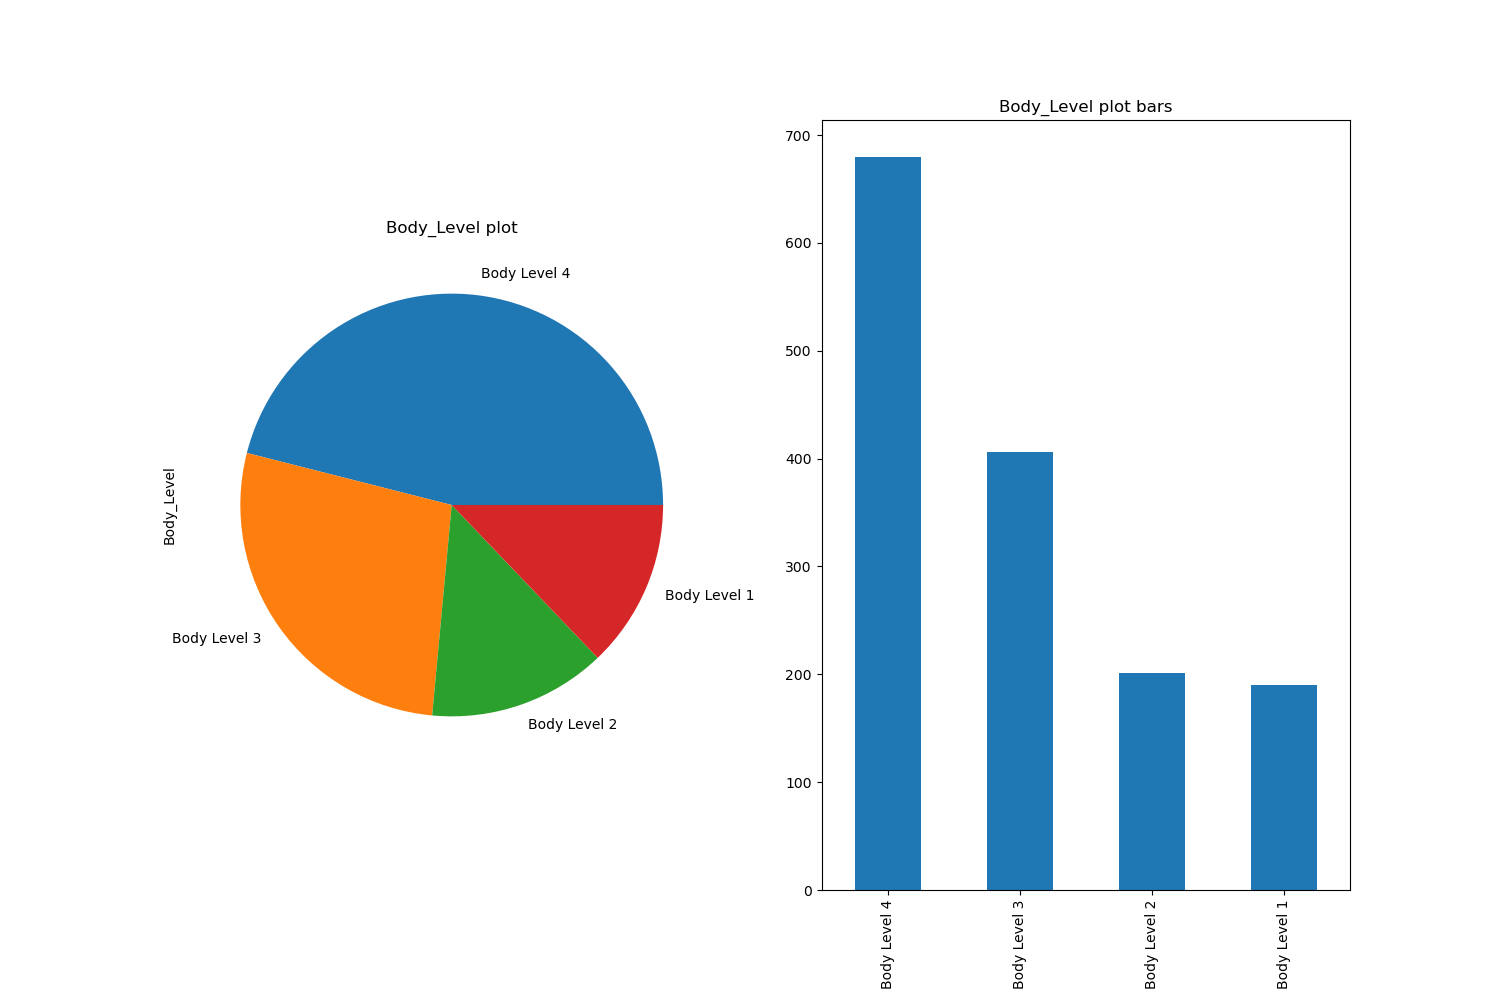 Body_Level plot
Body Level 4
Body_Level
Body Level 3
Body Level 2
Body Level 1
Body_Level plot bars
700
600
500
400
300
200
100
0
Body Level 4
Body Level 3
Body Level 2
Body Level 1